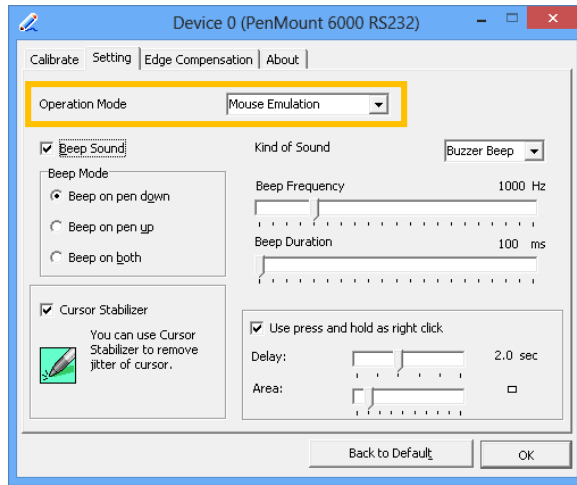 Device 0 (PenMount 6000 RS232)
Calibrate Setting Edge Compensation About
Operation Mode Mouse Emulation
Beep Sound Kind of Sound Buzzer Beep
Beep Mode
Beep on pen down
Beep on pen up
Beep on both
Beep Frequency 1000 Hz
Beep Duration 100 ms
Cursor Stabilizer
You can use Cursor
Stabilizer to remove
jitter of cursor.
Use press and hold as right click
Delay: 2.0 sec
Area:
Back to Default
OK